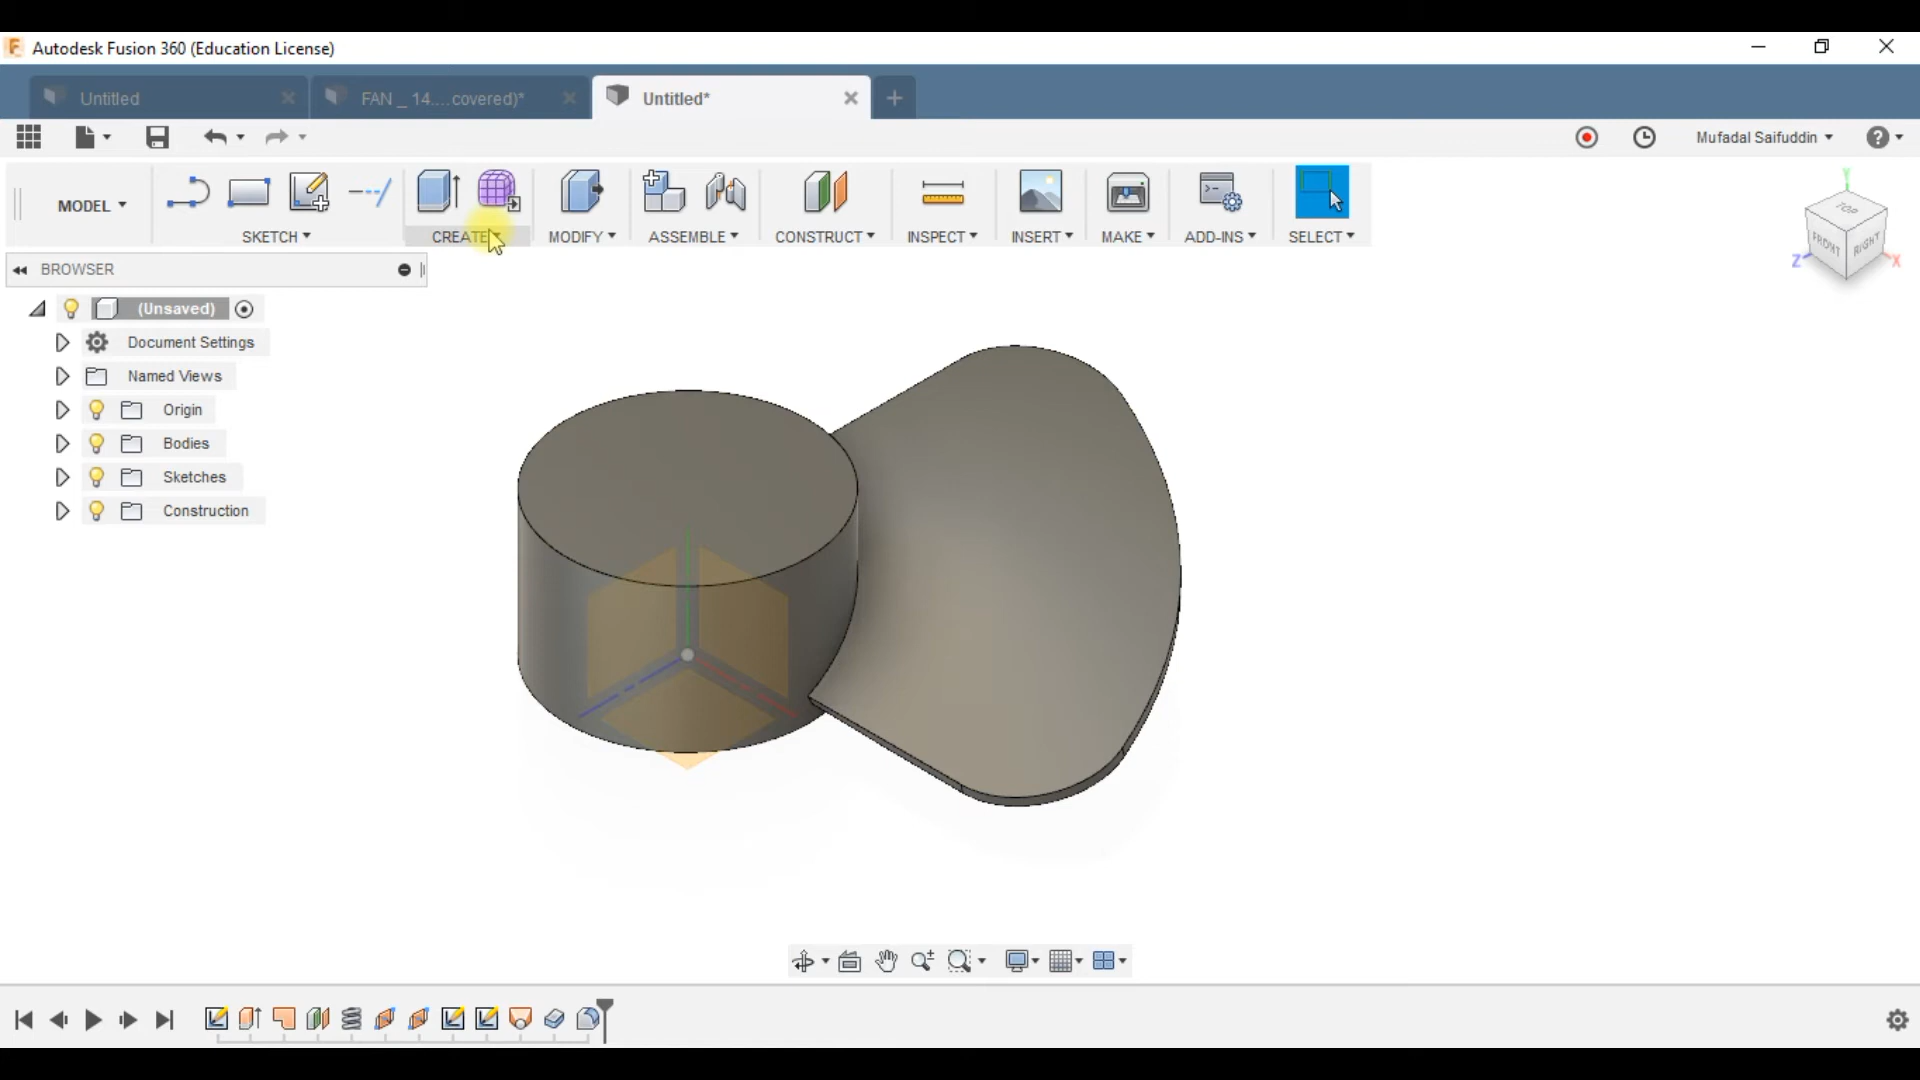 Autodesk Fusion 360 (Education License)
Untitled
FAN _ 14....covered)*
Untitled*
Mufadal Saifuddin
MODEL
SKETCH
CREATE
MODIFY
ASSEMBLE
CONSTRUCT
INSPECT
INSERT
MAKE
ADD-INS
SELECT
Y
TOP
FRONT
RIGHT
Z
X
BROWSER
(Unsaved)
Document Settings
Named Views
Origin
Bodies
Sketches
Construction